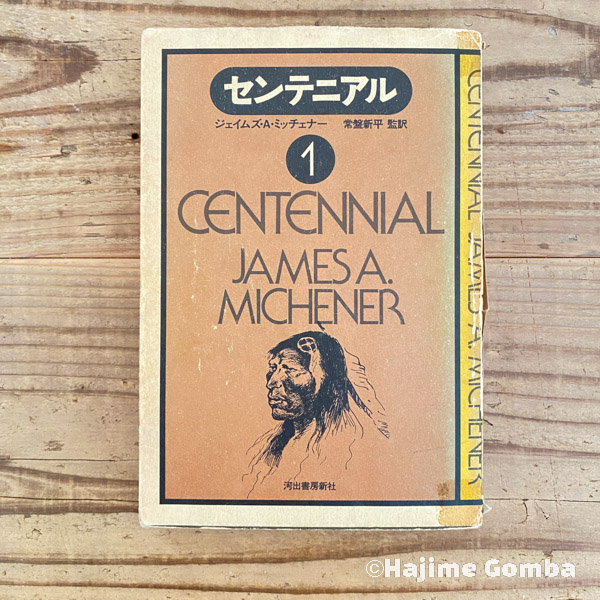 センテニアル
ジェイムズ・A・ミッチェナー 常盤新平 監訳
1
CENTENNIAL
JAMES A.
MICHENER
河出書房新社
CENTENNIAL JAMES A. MICHENER
©Hajime Gomba